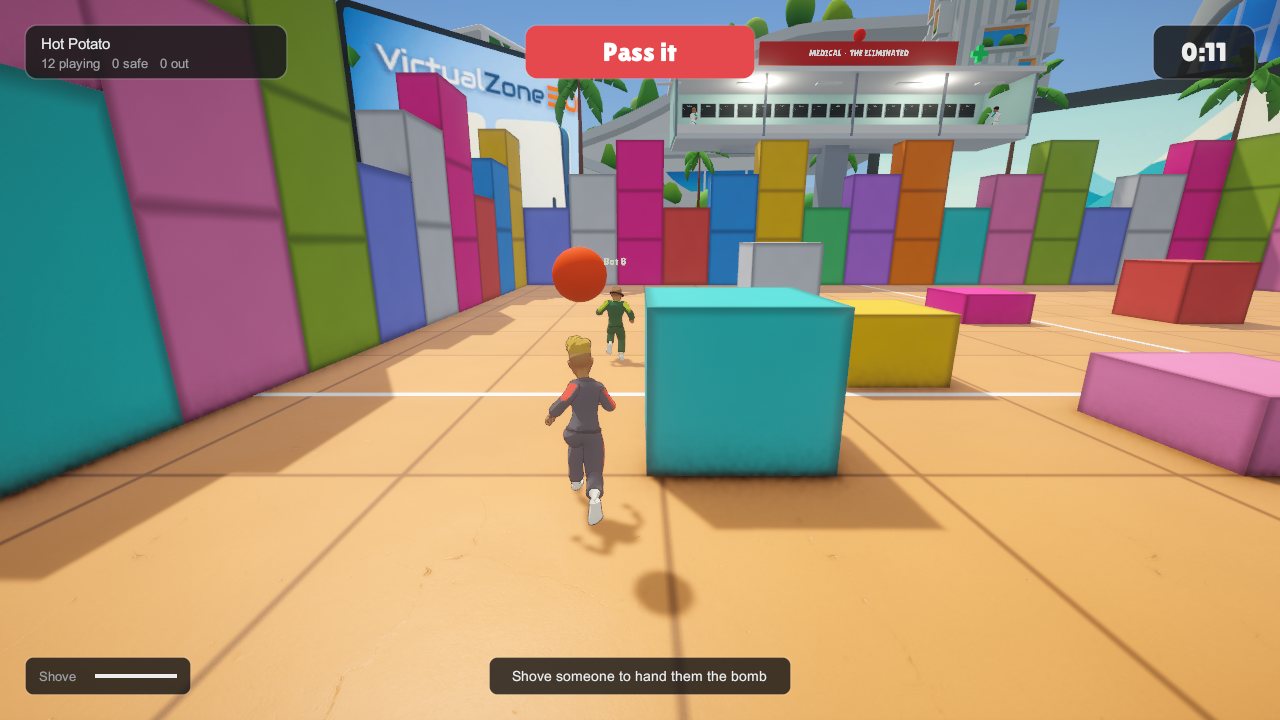 Hot Potato
12 playing 0 safe 0 out
Pass it
0:11
VirtualZone
MEDICAL · THE ELIMINATED
Bot 6
Shove
Shove someone to hand them the bomb